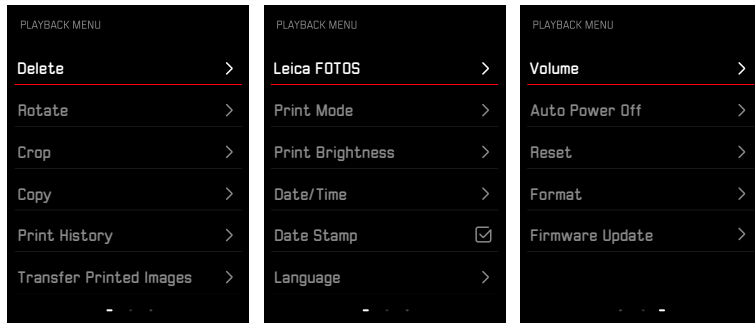 PLAYBACK MENU
Delete
Rotate
Crop
Copy
Print History
Transfer Printed Images
PLAYBACK MENU
Leica FOTOS
Print Mode
Print Brightness
Date/Time
Date Stamp
Language
PLAYBACK MENU
Volume
Auto Power Off
Reset
Format
Firmware Update